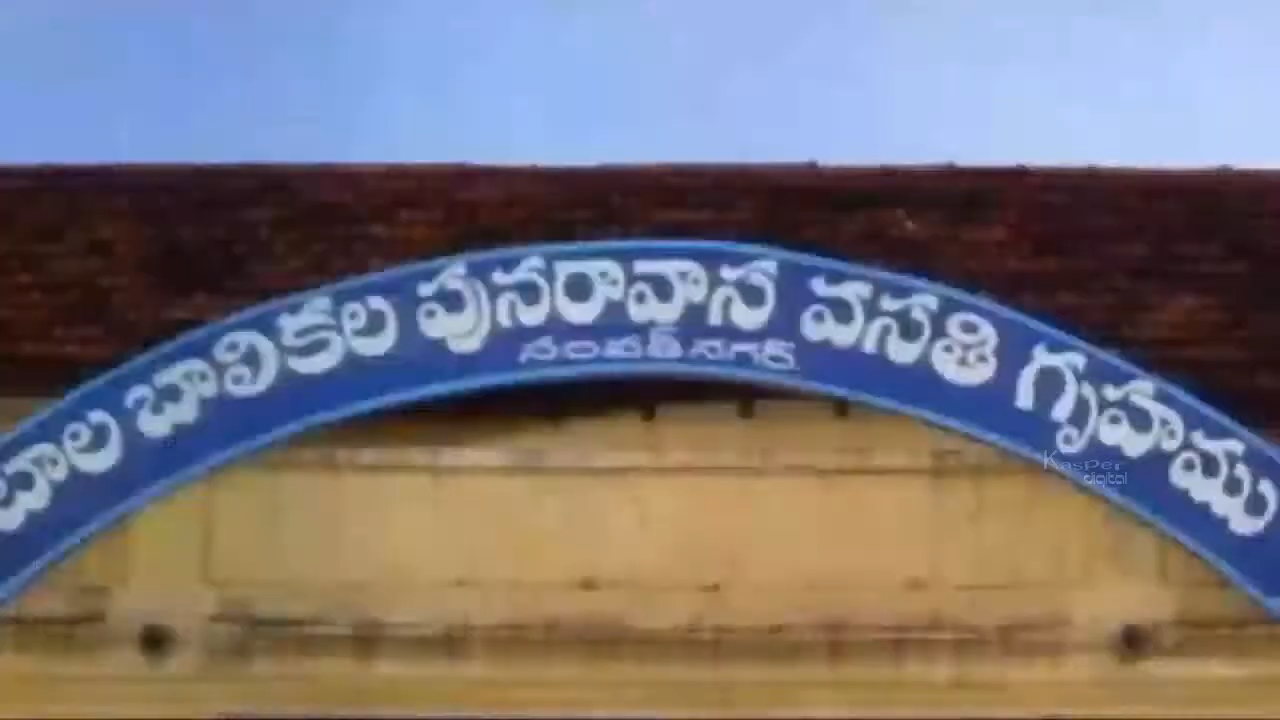 బాల బాలికల పునరావాస వసతి గృహము
సంపత్ నగర్
Kasper
digital